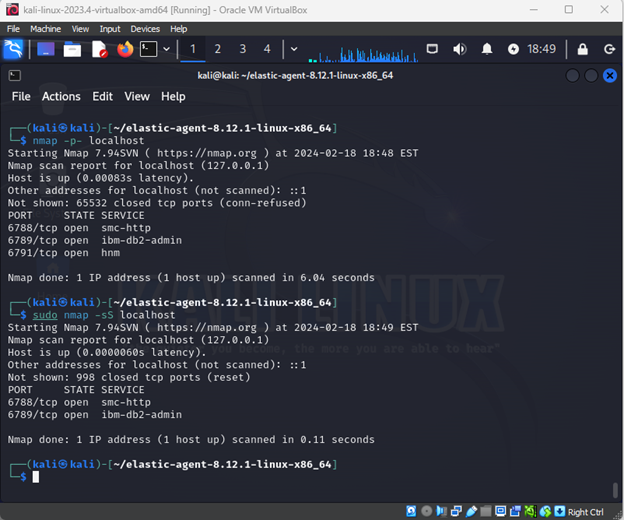 kali-linux-2023.4-virtualbox-amd64 [Running] - Oracle VM VirtualBox
File Machine View Input Devices Help
1 2 3 4 18:49
kali@kali: ~/elastic-agent-8.12.1-linux-x86_64
File Actions Edit View Help
┌──(kali㉿kali)-[~/elastic-agent-8.12.1-linux-x86_64]
└─$ nmap -p- localhost
Starting Nmap 7.94SVN ( https://nmap.org ) at 2024-02-18 18:48 EST
Nmap scan report for localhost (127.0.0.1)
Host is up (0.00083s latency).
Other addresses for localhost (not scanned): ::1
Not shown: 65532 closed tcp ports (conn-refused)
PORT STATE SERVICE
6788/tcp open smc-http
6789/tcp open ibm-db2-admin
6791/tcp open hnm
Nmap done: 1 IP address (1 host up) scanned in 6.04 seconds
KALI LINUX
┌──(kali㉿kali)-[~/elastic-agent-8.12.1-linux-x86_64]
└─$ sudo nmap -sS localhost
Starting Nmap 7.94SVN ( https://nmap.org ) at 2024-02-18 18:49 EST
Nmap scan report for localhost (127.0.0.1)
Host is up (0.0000060s latency).
you become, the more you are able to hear"
Other addresses for localhost (not scanned): ::1
Not shown: 998 closed tcp ports (reset)
PORT STATE SERVICE
6788/tcp open smc-http
6789/tcp open ibm-db2-admin
Nmap done: 1 IP address (1 host up) scanned in 0.11 seconds
┌──(kali㉿kali)-[~/elastic-agent-8.12.1-linux-x86_64]
└─$
Right Ctrl